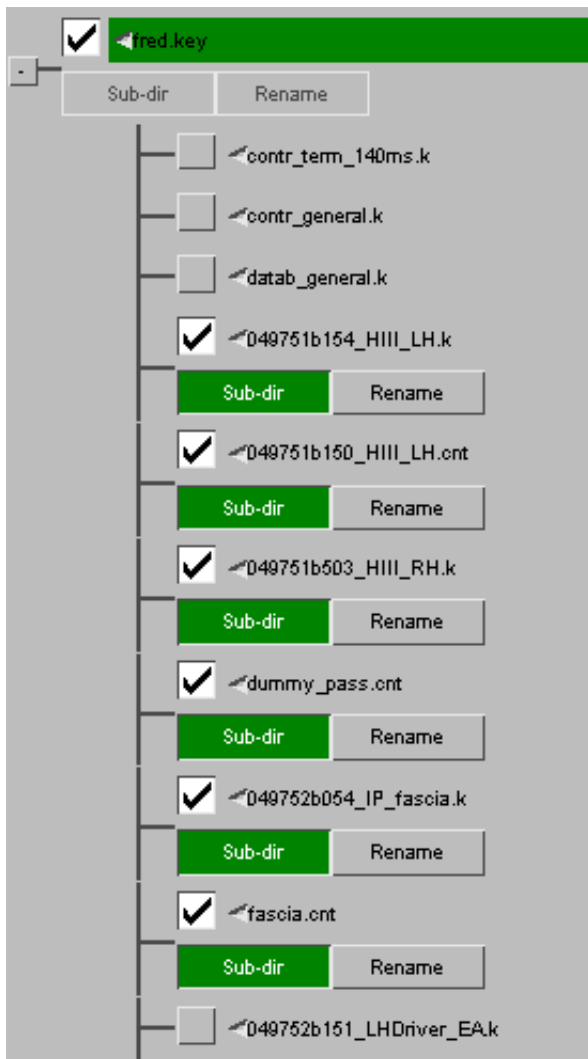 fred.key
-
Sub-dir Rename
contr_term_140ms.k
contr_general.k
datab_general.k
049751b154_HIII_LH.k
Sub-dir Rename
049751b150_HIII_LH.cnt
Sub-dir Rename
049751b503_HIII_RH.k
Sub-dir Rename
dummy_pass.cnt
Sub-dir Rename
049752b054_IP_fascia.k
Sub-dir Rename
fascia.cnt
Sub-dir Rename
049752b151_LHDriver_EA.k